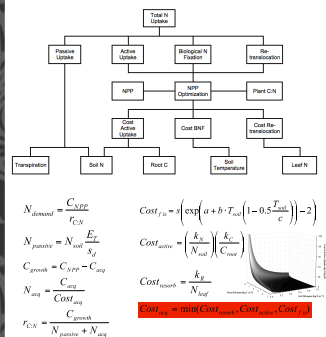 Total N
Uptake
Passive
Uptake
Active
Uptake
Biological N
Fixation
Re-
translocation
NPP
NPP
Optimization
Plant C:N
Cost
Active
Uptake
Cost BNF
Cost Re-
translocation
Transpiration
Soil N
Root C
Soil
Temperature
Leaf N
N_demand = C_NPP / r_C:N
N_passive = N_soil E_T / s_d
C_growth = C_NPP − C_acq
N_acq = C_acq / Cost_acq
r_C:N = C_growth / (N_passive + N_acq)
Cost_fix = s(exp(a + b · T_soil(1 − 0.5 T_soil / c)) − 2)
Cost_active = (k_N / N_soil)(k_C / C_root)
Cost_resorb = k_R / N_leaf
Cost_acq = min(Cost_resorb, Cost_active, Cost_fix)